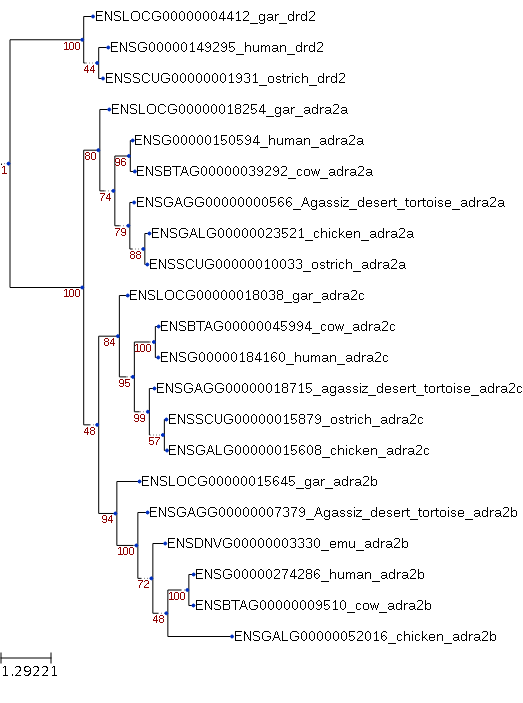 ENSLOCG00000004412_gar_drd2
100
ENSG00000149295_human_drd2
44
ENSSCUG00000001931_ostrich_drd2
ENSLOCG00000018254_gar_adra2a
ENSG00000150594_human_adra2a
80
96
1
ENSBTAG00000039292_cow_adra2a
74
ENSGAGG00000000566_Agassiz_desert_tortoise_adra2a
79
ENSGALG00000023521_chicken_adra2a
88
ENSSCUG00000010033_ostrich_adra2a
100
ENSLOCG00000018038_gar_adra2c
ENSBTAG00000045994_cow_adra2c
84
100
ENSG00000184160_human_adra2c
95
ENSGAGG00000018715_agassiz_desert_tortoise_adra2c
99
ENSSCUG00000015879_ostrich_adra2c
48
57
ENSGALG00000015608_chicken_adra2c
ENSLOCG00000015645_gar_adra2b
94
ENSGAGG00000007379_Agassiz_desert_tortoise_adra2b
100
ENSDNVG00000003330_emu_adra2b
72
ENSG00000274286_human_adra2b
100
ENSBTAG00000009510_cow_adra2b
48
ENSGALG00000052016_chicken_adra2b
1.29221